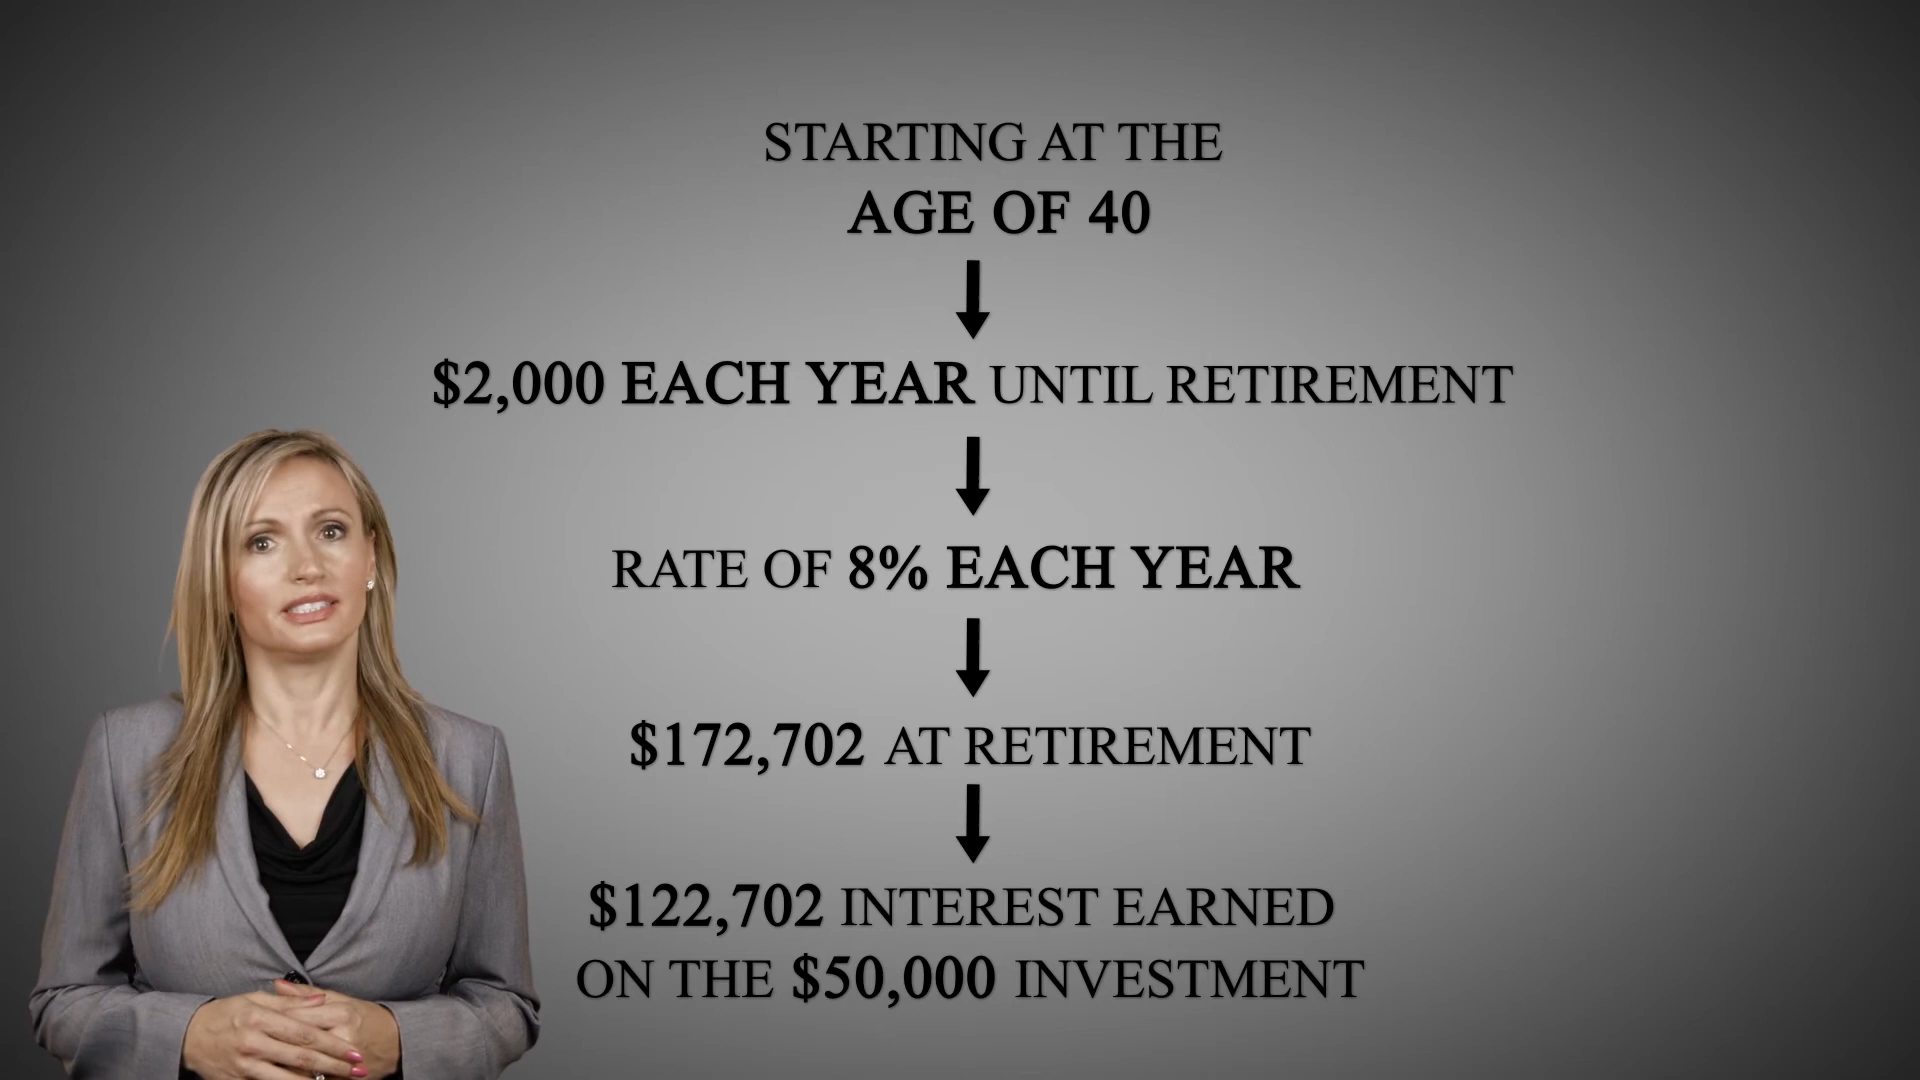 STARTING AT THE
AGE OF 40
$2,000 EACH YEAR UNTIL RETIREMENT
RATE OF 8% EACH YEAR
$172,702 AT RETIREMENT
$122,702 INTEREST EARNED
ON THE $50,000 INVESTMENT